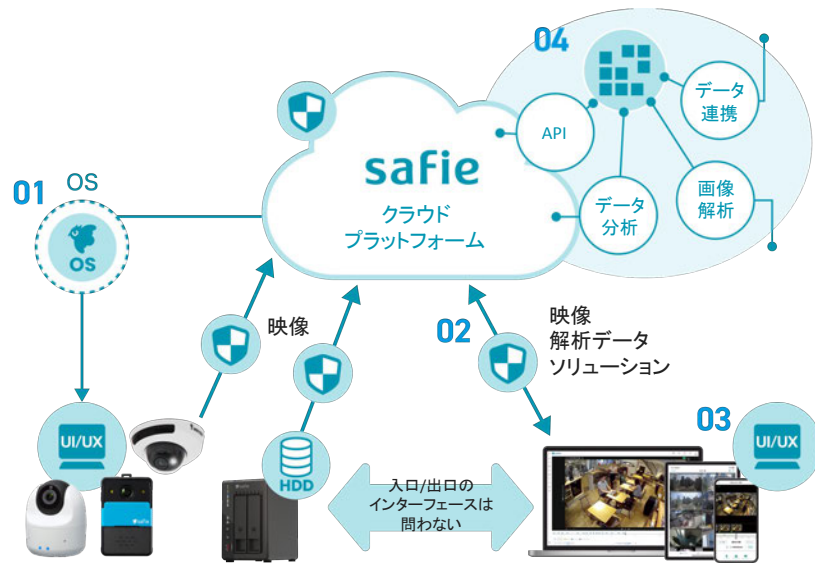 04
データ
連携
API
safie
クラウド
プラットフォーム
データ
分析
画像
解析
01
OS
OS
映像
02
映像
解析データ
ソリューション
03
UI/UX
UI/UX
HDD
safie
入口/出口の
インターフェースは
問わない